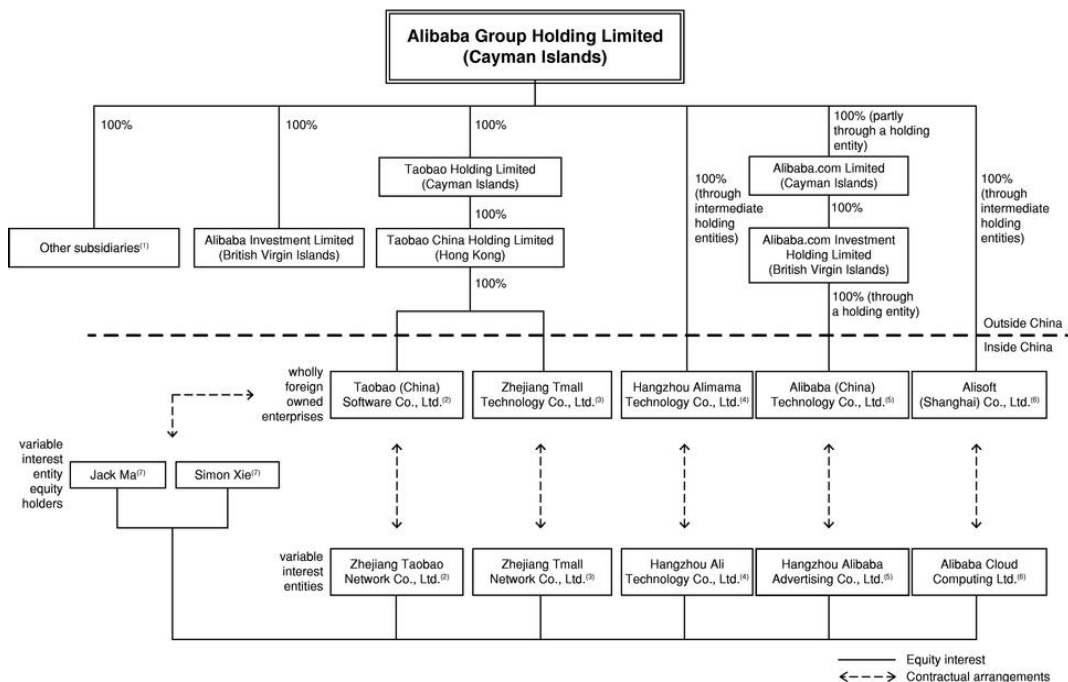 Alibaba Group Holding Limited
(Cayman Islands)
100%
100%
100%
100% (partly
through a holding
entity)
Taobao Holding Limited
(Cayman Islands)
100%
(through
intermediate
holding
entities)
Alibaba.com Limited
(Cayman Islands)
100%
(through
intermediate
holding
entities)
100%
100%
Other subsidiaries(1)
Alibaba Investment Limited
(British Virgin Islands)
Taobao China Holding Limited
(Hong Kong)
Alibaba.com Investment
Holding Limited
(British Virgin Islands)
100%
100% (through
a holding entity)
Outside China
Inside China
wholly
foreign
owned
enterprises
Taobao (China)
Software Co., Ltd.(2)
Zhejiang Tmall
Technology Co., Ltd.(3)
Hangzhou Alimama
Technology Co., Ltd.(4)
Alibaba (China)
Technology Co., Ltd.(5)
Alisoft
(Shanghai) Co., Ltd.(6)
variable
interest
entity
equity
holders
Jack Ma(7)
Simon Xie(7)
variable
interest
entities
Zhejiang Taobao
Network Co., Ltd.(2)
Zhejiang Tmall
Network Co., Ltd.(3)
Hangzhou Ali
Technology Co., Ltd.(4)
Hangzhou Alibaba
Advertising Co., Ltd.(5)
Alibaba Cloud
Computing Ltd.(6)
Equity interest
Contractual arrangements